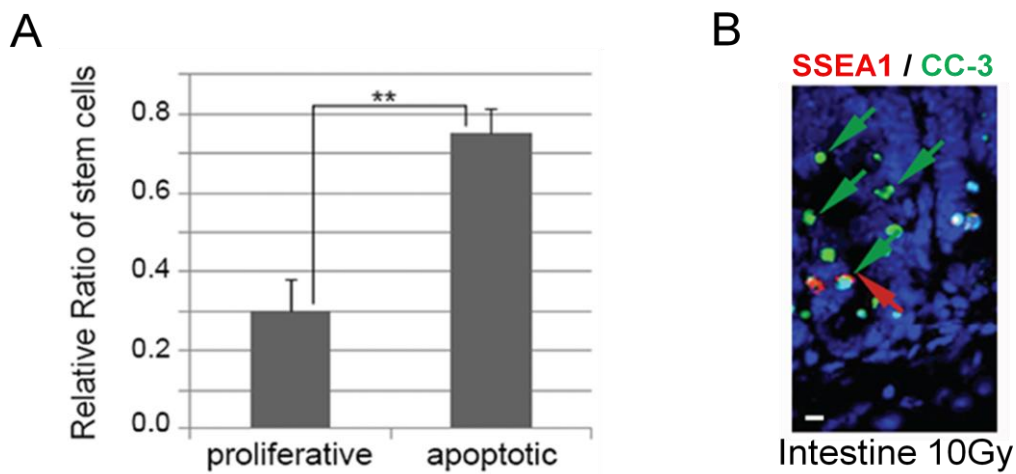 A
Relative Ratio of stem cells
0.8
0.6
0.4
0.2
0.0
**
proliferative
apoptotic
B
SSEA1 / CC-3
Intestine 10Gy